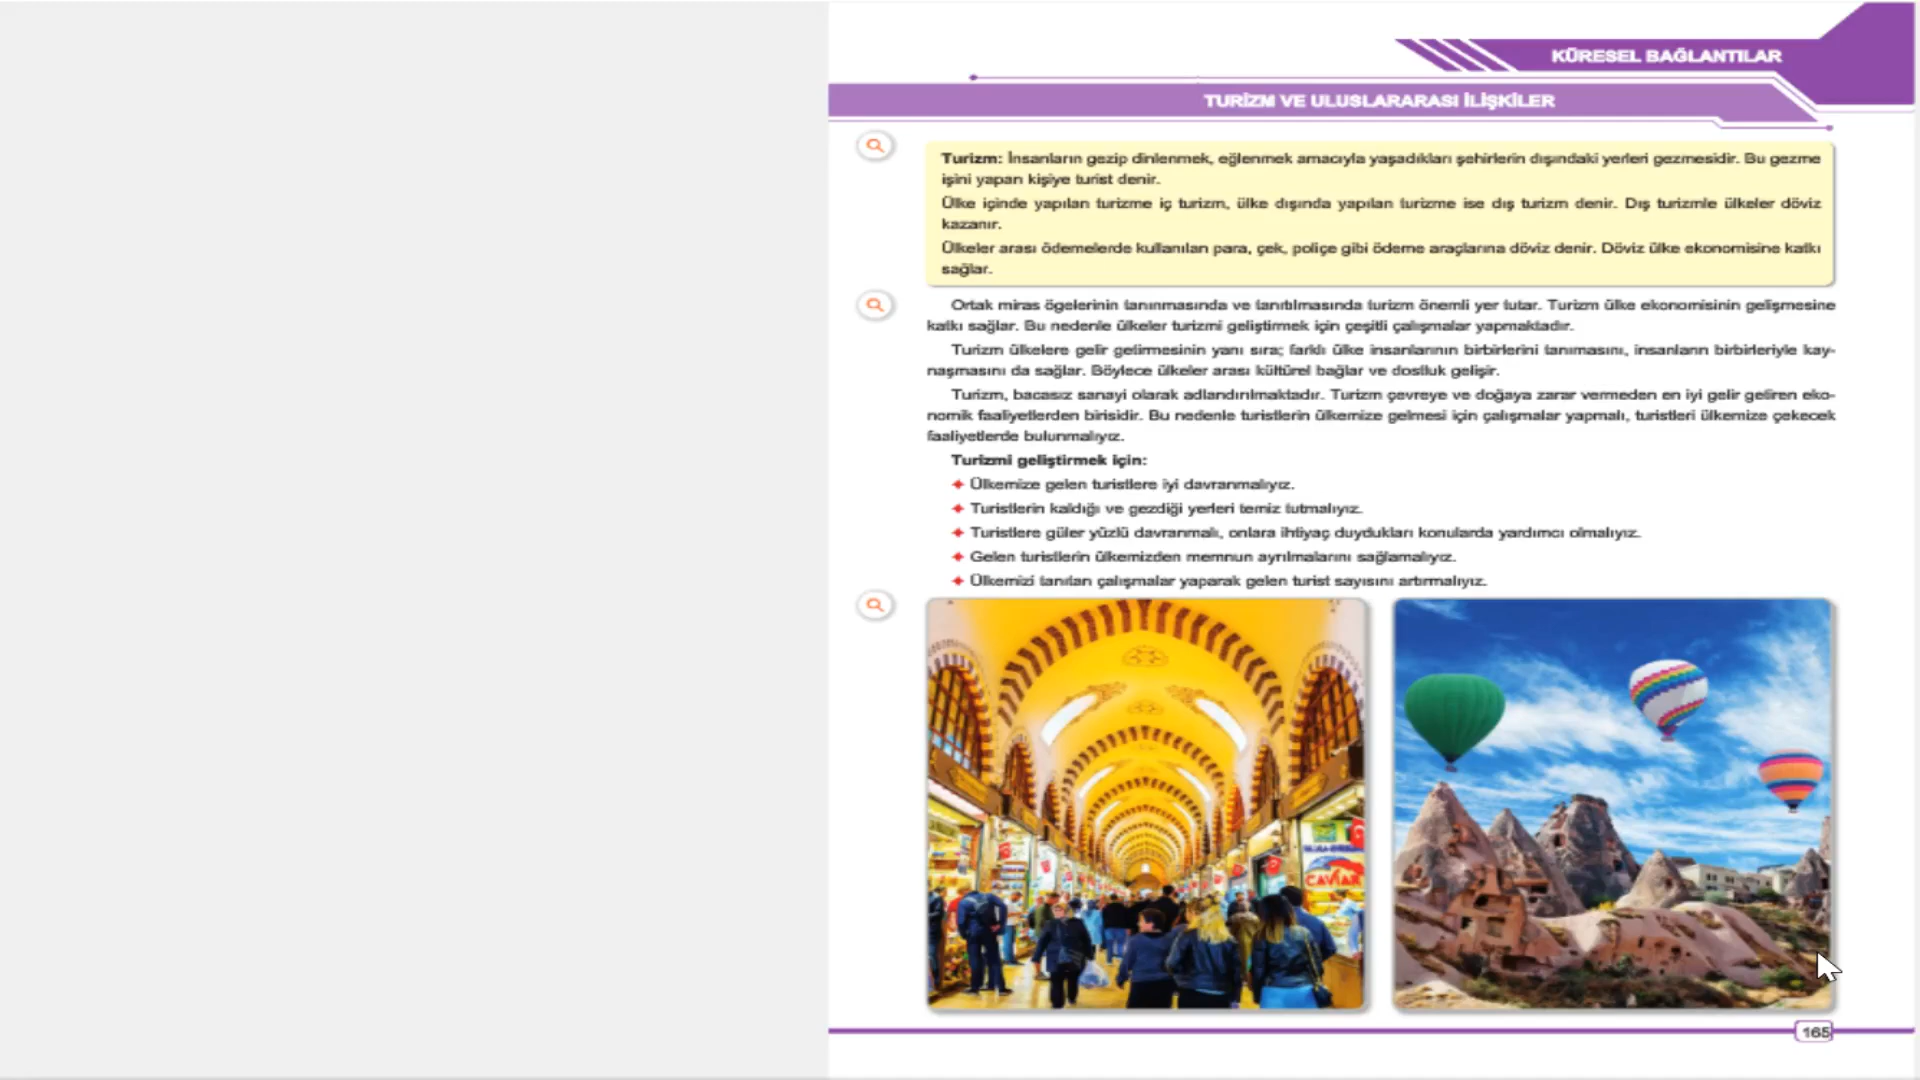 KÜRESEL BAĞLANTILAR
TURİZM VE ULUSLARARASI İLİŞKİLER
Turizm: İnsanların gezip dinlenmek, eğlenmek amacıyla yaşadıkları şehirlerin dışındaki yerleri gezmesidir. Bu gezme
işini yapan kişiye turist denir.
Ülke içinde yapılan turizme iç turizm, ülke dışında yapılan turizme ise dış turizm denir. Dış turizmle ülkeler döviz
kazanır.
Ülkeler arası ödemelerde kullanılan para, çek, poliçe gibi ödeme araçlarına döviz denir. Döviz ülke ekonomisine katkı
sağlar.
Ortak miras ögelerinin tanınmasında ve tanıtılmasında turizm önemli yer tutar. Turizm ülke ekonomisinin gelişmesine
katkı sağlar. Bu nedenle ülkeler turizmi geliştirmek için çeşitli çalışmalar yapmaktadır.
Turizm ülkelere gelir getirmesinin yanı sıra; farklı ülke insanlarının birbirlerini tanımasını, insanların birbirleriyle kay-
naşmasını da sağlar. Böylece ülkeler arası kültürel bağlar ve dostluk gelişir.
Turizm, bacasız sanayi olarak adlandırılmaktadır. Turizm çevreye ve doğaya zarar vermeden en iyi gelir getiren eko-
nomik faaliyetlerden birisidir. Bu nedenle turistlerin ülkemize gelmesi için çalışmalar yapmalı, turistleri ülkemize çekecek
faaliyetlerde bulunmalıyız.
Turizmi geliştirmek için:
✦ Ülkemize gelen turistlere iyi davranmalıyız.
✦ Turistlerin kaldığı ve gezdiği yerleri temiz tutmalıyız.
✦ Turistlere güler yüzlü davranmalı, onlara ihtiyaç duydukları konularda yardımcı olmalıyız.
✦ Gelen turistlerin ülkemizden memnun ayrılmalarını sağlamalıyız.
✦ Ülkemizi tanıtan çalışmalar yaparak gelen turist sayısını artırmalıyız.
CAVIAR
165